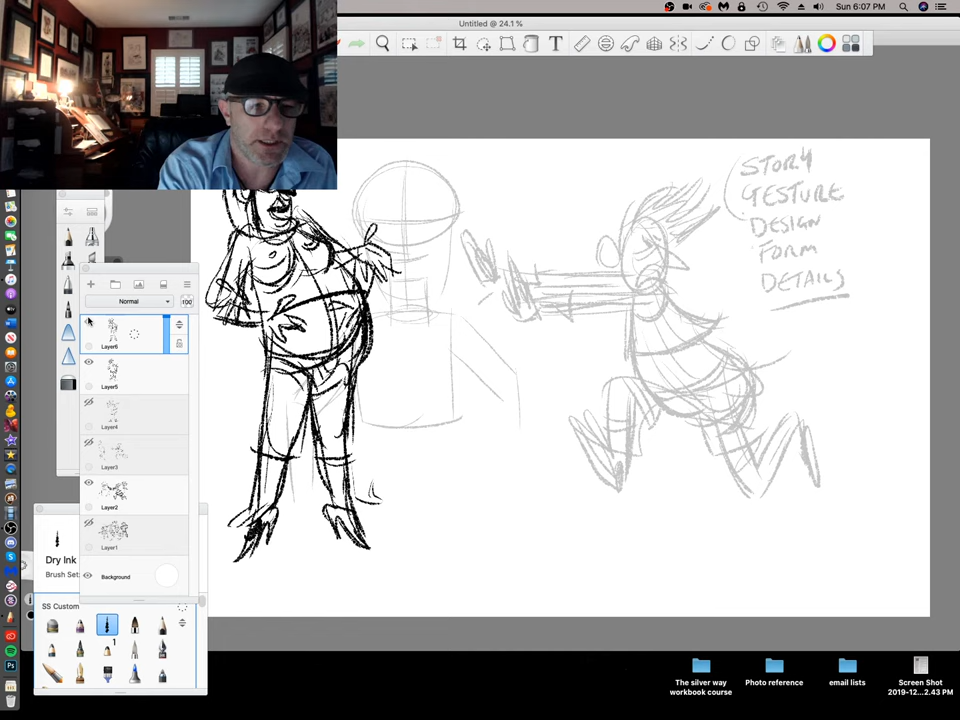 Sun 6:07 PM
Untitled @ 24.1 %
T
STORY
GESTURE
DESIGN
FORM
DETAILS
Normal
100
Layer6
Layer5
Layer4
Layer3
Layer2
Layer1
Background
Dry Ink
Brush Set:
SS Custom
1
The silver way
workbook course
Photo reference
email lists
Screen Shot
2019-12...2.43 PM